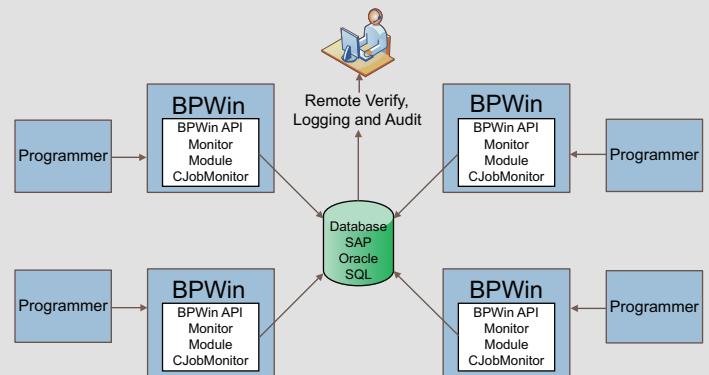 Remote Verify,
Logging and Audit
Programmer
BPWin
BPWin API
Monitor
Module
CJobMonitor
BPWin
BPWin API
Monitor
Module
CJobMonitor
Programmer
Database
SAP
Oracle
SQL
Programmer
BPWin
BPWin API
Monitor
Module
CJobMonitor
BPWin
BPWin API
Monitor
Module
CJobMonitor
Programmer